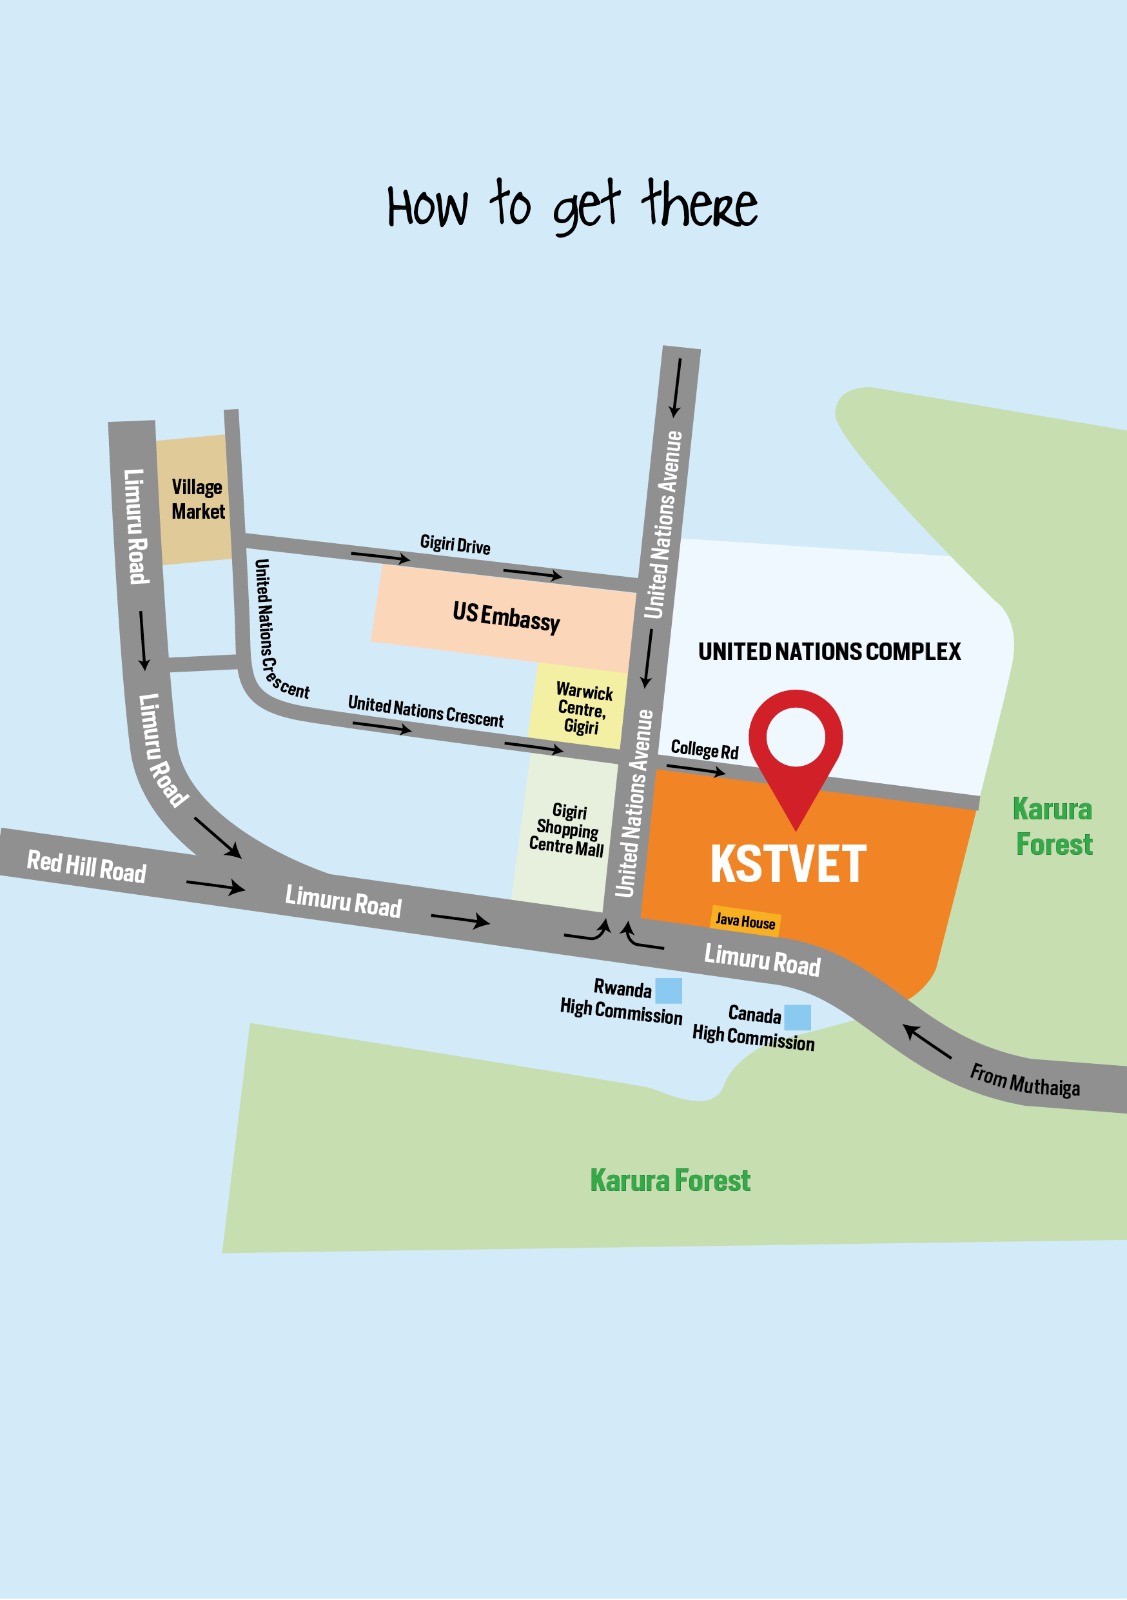 How to get there
United Nations Avenue
Limuru Road
Village
Market
Gigiri Drive
United Nations Crescent
US Embassy
UNITED NATIONS COMPLEX
Warwick
Centre,
Gigiri
United Nations Crescent
Limuru Road
United Nations Avenue
College Rd
Gigiri
Shopping
Centre Mall
Karura
Forest
KSTVET
Red Hill Road
Limuru Road
Java House
Limuru Road
Rwanda
High Commission
Canada
High Commission
From Muthaiga
Karura Forest